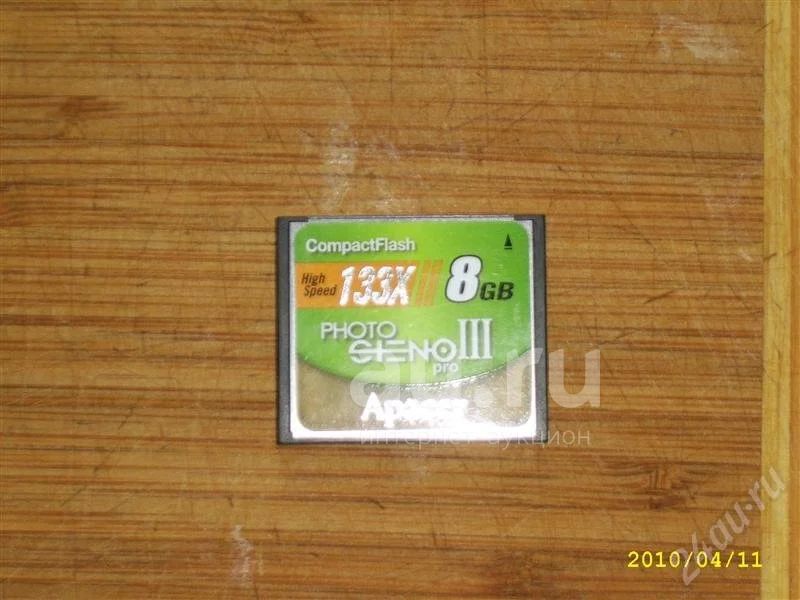 CompactFlash
High Speed 133X 8GB
PHOTO
STENO III
pro
Apacer
au.ru
интернет-аукцион
2010/04/11
24au.ru